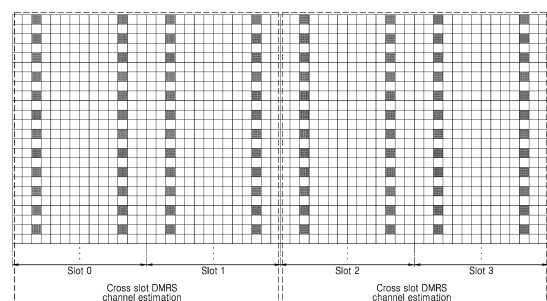 Slot 0
Slot 1
Slot 2
Slot 3
Cross slot DMRS
channel estimation
Cross slot DMRS
channel estimation